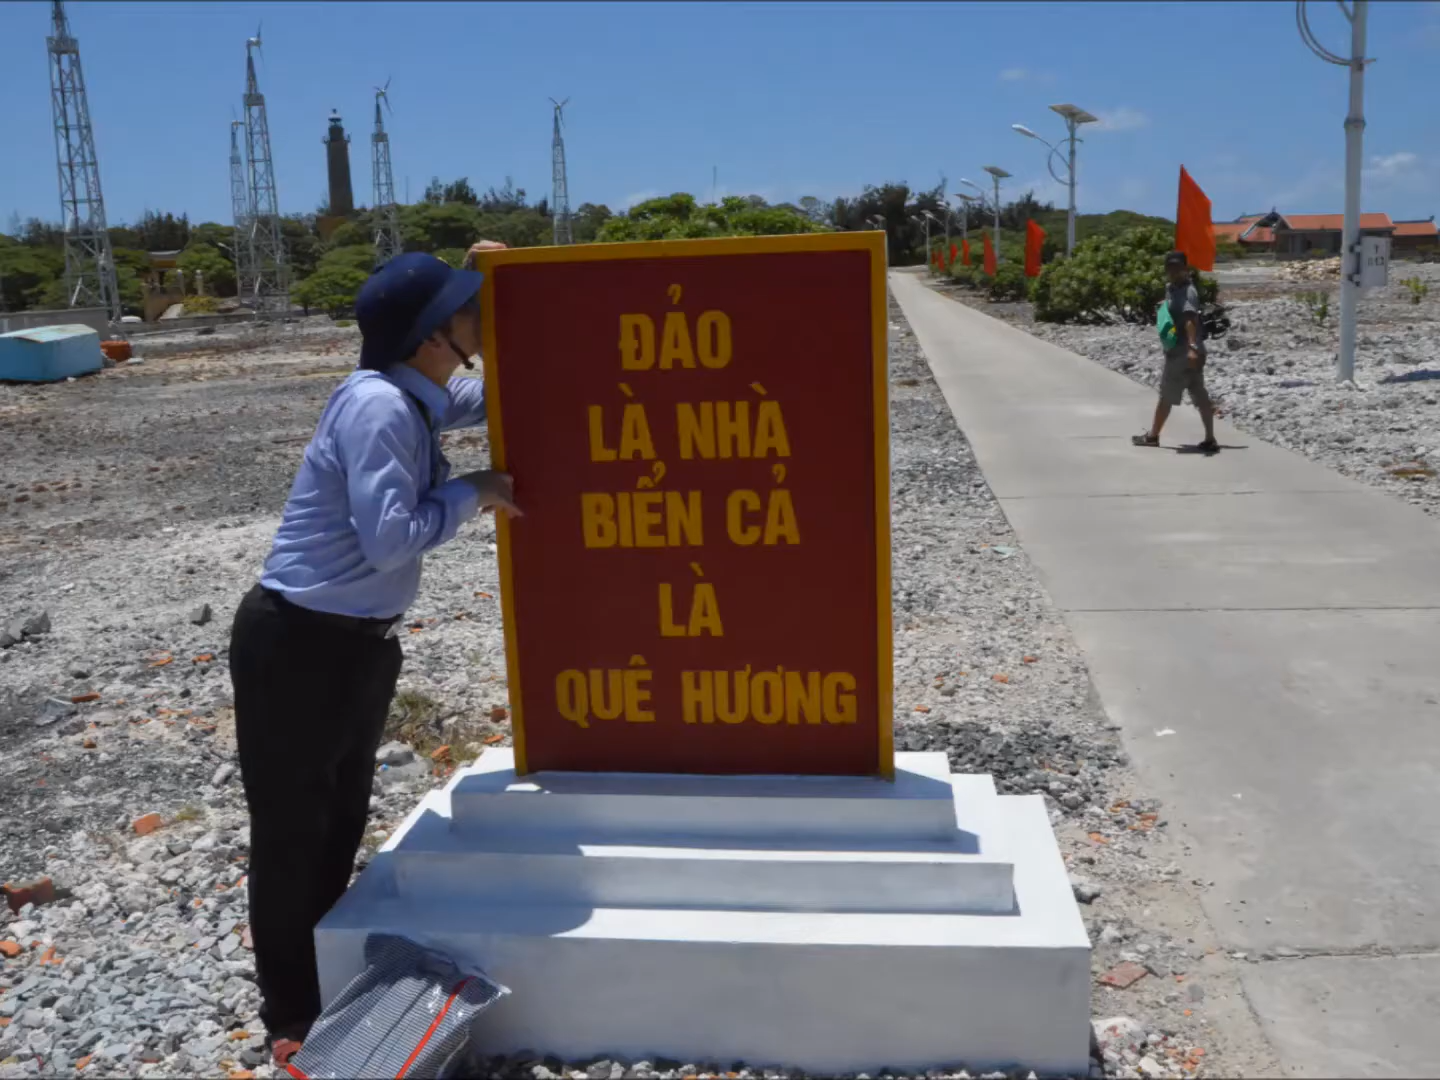 ĐẢO
LÀ NHÀ
BIỂN CẢ
LÀ
QUÊ HƯƠNG